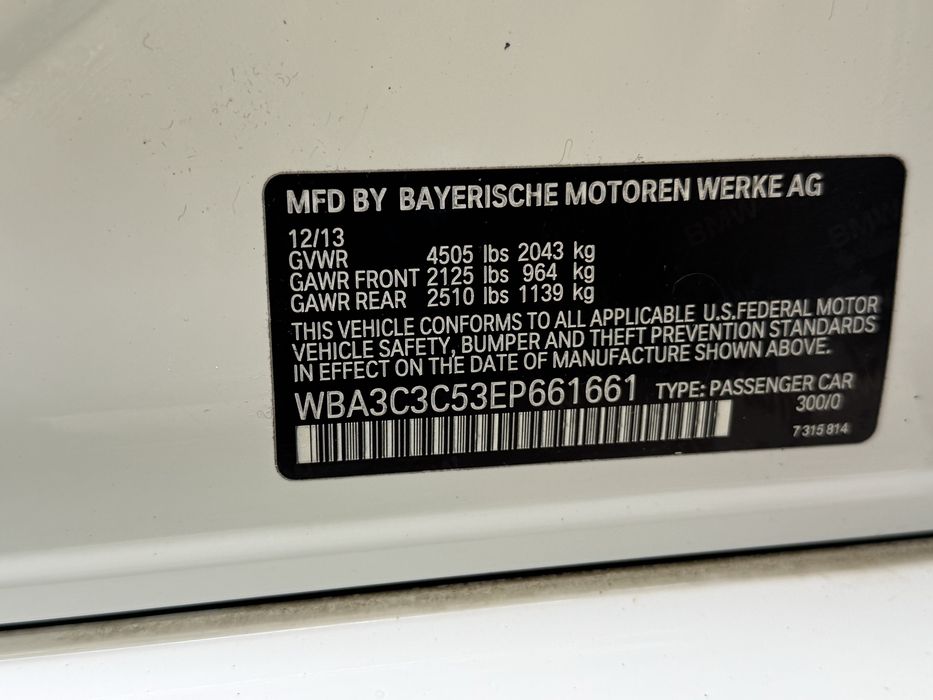 MFD BY BAYERISCHE MOTOREN WERKE AG
12/13
GVWR 4505 lbs 2043 kg
GAWR FRONT 2125 lbs 964 kg
GAWR REAR 2510 lbs 1139 kg
THIS VEHICLE CONFORMS TO ALL APPLICABLE U.S.FEDERAL MOTOR
VEHICLE SAFETY, BUMPER AND THEFT PREVENTION STANDARDS
IN EFFECT ON THE DATE OF MANUFACTURE SHOWN ABOVE.
WBA3C3C53EP661661 TYPE: PASSENGER CAR
300/0
7 315 814